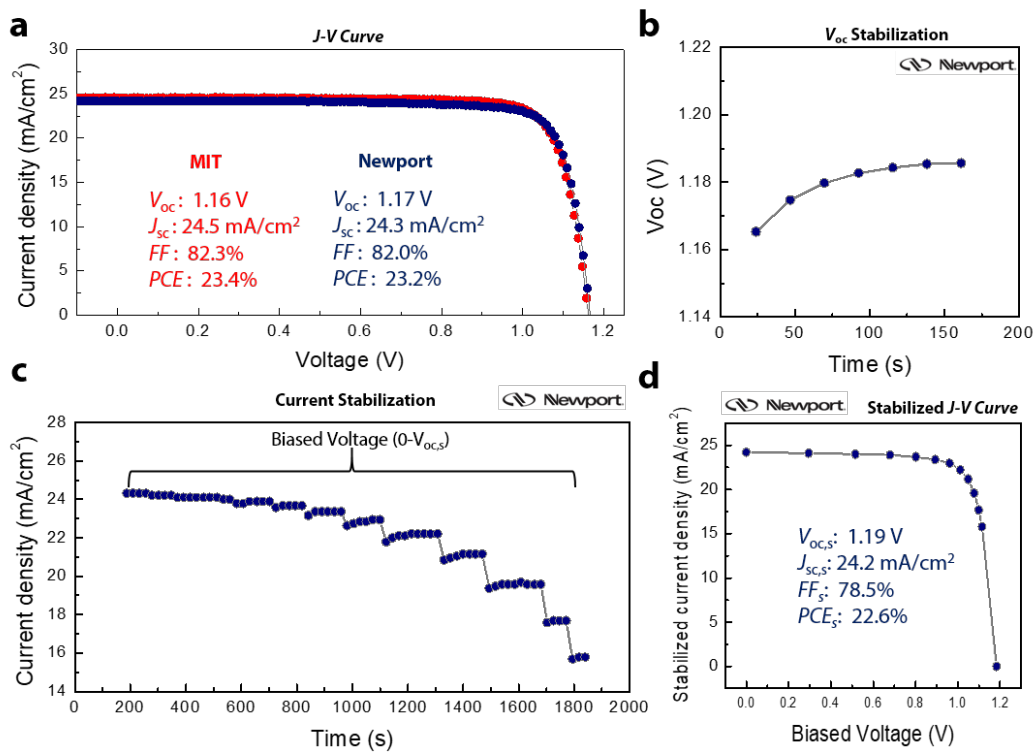 a
J-V Curve
Current density (mA/cm²)
30
25
20
15
10
5
0
MIT
Voc: 1.16 V
Jsc: 24.5 mA/cm²
FF: 82.3%
PCE: 23.4%
Newport
Voc: 1.17 V
Jsc: 24.3 mA/cm²
FF: 82.0%
PCE: 23.2%
0.0 0.2 0.4 0.6 0.8 1.0 1.2
Voltage (V)
b
Voc Stabilization
Newport.
Voc (V)
1.22
1.20
1.18
1.16
1.14
0 50 100 150 200
Time (s)
c
Current Stabilization
Newport.
Biased Voltage (0-Voc,s)
Current density (mA/cm²)
28
26
24
22
20
18
16
14
0 200 400 600 800 1000 1200 1400 1600 1800 2000
Time (s)
d
Newport.
Stabilized J-V Curve
Stabilized current density (mA/cm²)
25
20
15
10
5
0
Voc,s: 1.19 V
Jsc,s: 24.2 mA/cm²
FFs: 78.5%
PCEs: 22.6%
0.0 0.2 0.4 0.6 0.8 1.0 1.2
Biased Voltage (V)